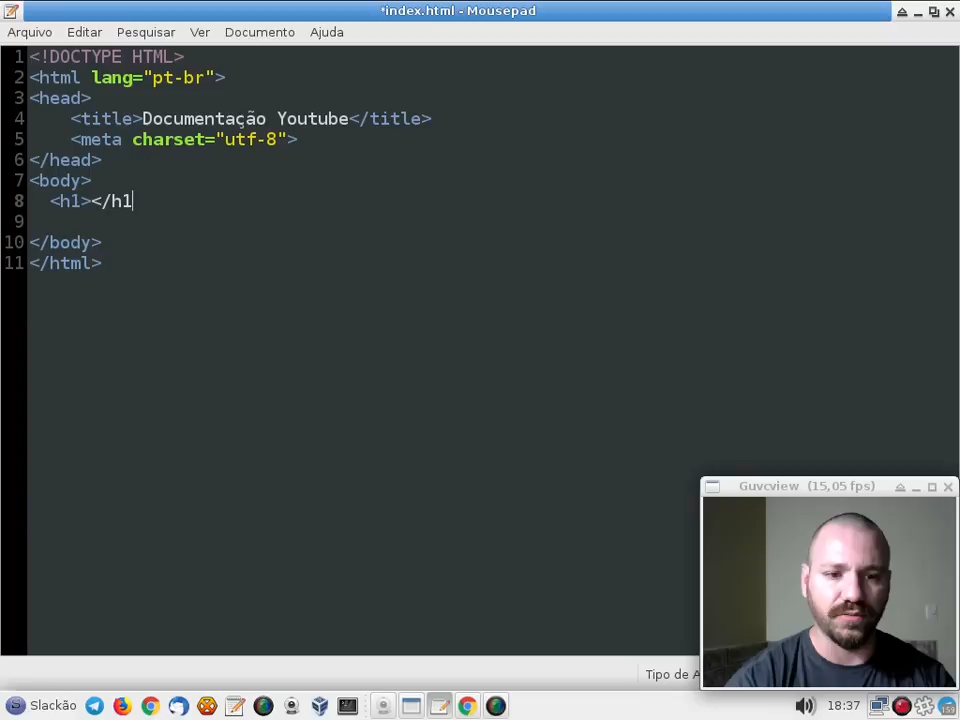 *index.html - Mousepad
Arquivo Editar Pesquisar Ver Documento Ajuda
1 <!DOCTYPE HTML>
2 <html lang="pt-br">
3 <head>
4 <title>Documentação Youtube</title>
5 <meta charset="utf-8">
6 </head>
7 <body>
8 <h1></h1
9
10 </body>
11 </html>
Guvcview (15,05 fps)
Tipo de A
Slackão 18:37 159